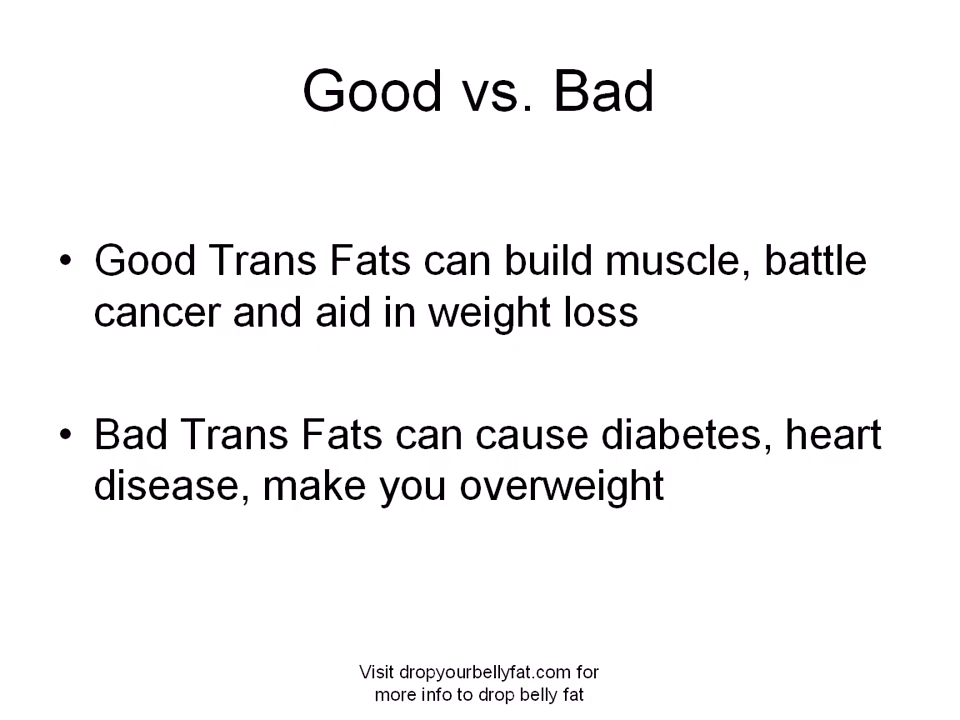 Good vs. Bad
• Good Trans Fats can build muscle, battle
cancer and aid in weight loss
• Bad Trans Fats can cause diabetes, heart
disease, make you overweight
Visit dropyourbellyfat.com for
more info to drop belly fat